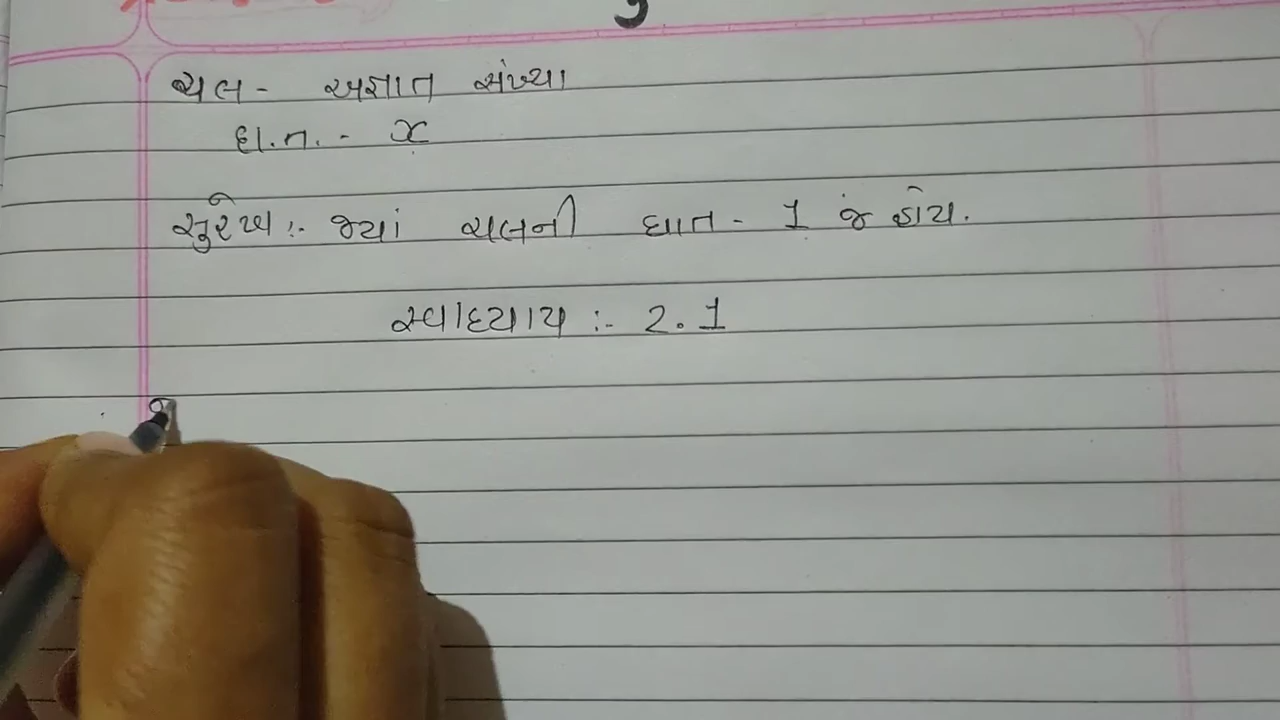 ચલ - અજ્ઞાત સંખ્યા
દા.ત. - x
સુરેખ :- જ્યાં ચલની ઘાત - 1 જ હોય.
સ્વાધ્યાય :- 2.1